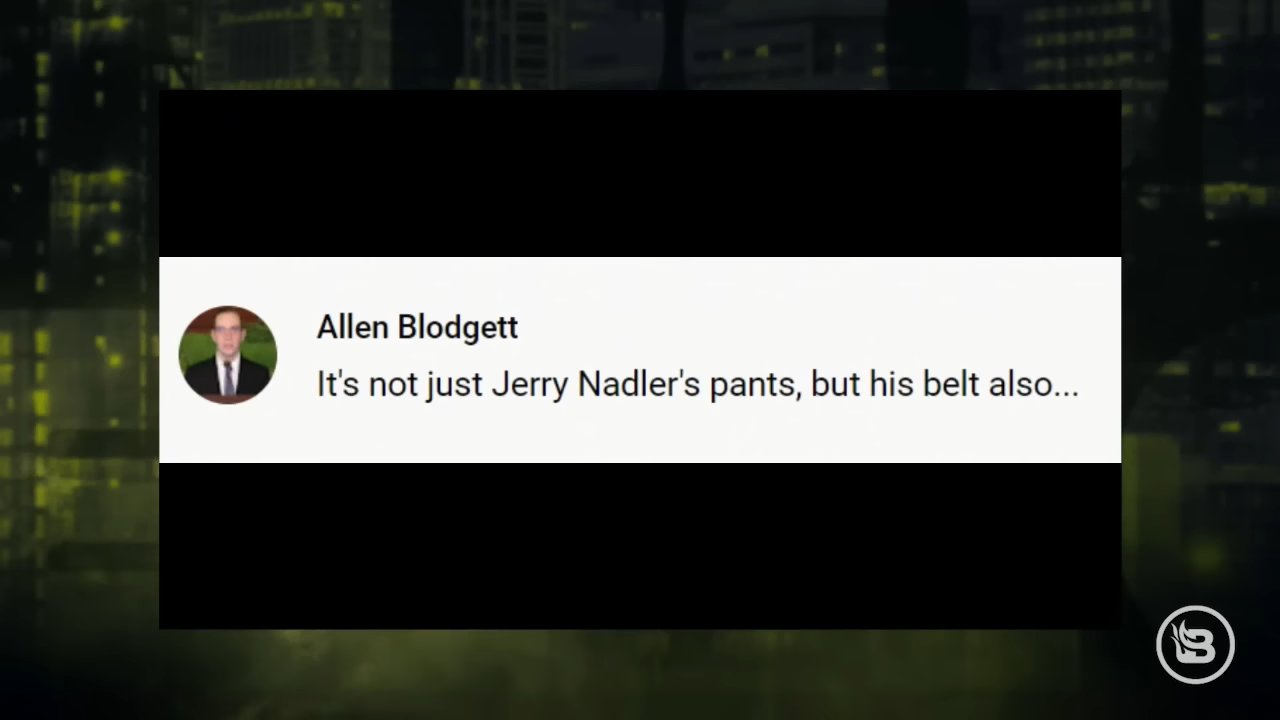 Allen Blodgett
It's not just Jerry Nadler's pants, but his belt also...
B